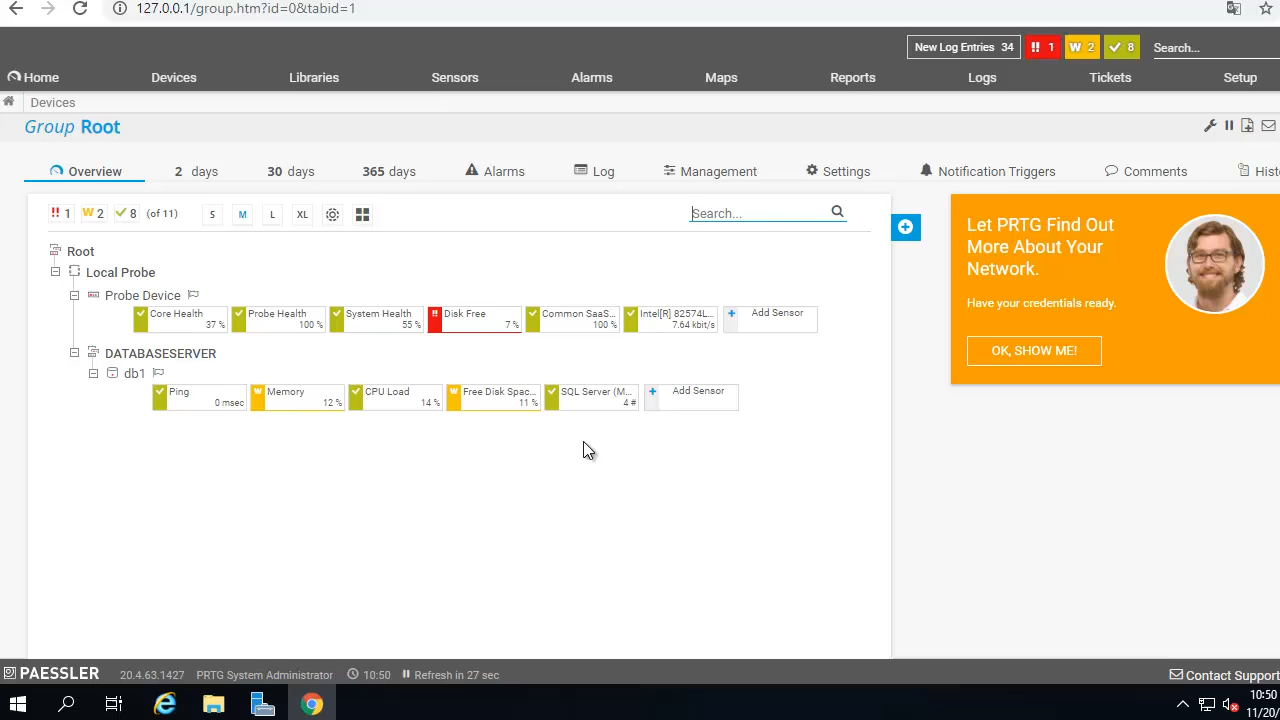 127.0.0.1/group.htm?id=0&tabid=1
New Log Entries 34 1 W 2 8 Search...
Home Devices Libraries Sensors Alarms Maps Reports Logs Tickets Setup
Devices
Group Root
Overview 2 days 30 days 365 days Alarms Log Management Settings Notification Triggers Comments Histo
!! 1 W 2 8 (of 11) S M L XL Search...
Root
Local Probe
Probe Device
Core Health 37 % Probe Health 100 % System Health 55 % Disk Free 7 % Common SaaS... 100 % Intel[R] 82574L... 7.64 kbit/s Add Sensor
DATABASESERVER
db1
Ping 0 msec Memory 12 % CPU Load 14 % Free Disk Spac... 11 % SQL Server (M... 4 # Add Sensor
Let PRTG Find Out
More About Your
Network.
Have your credentials ready.
OK, SHOW ME!
PAESSLER 20.4.63.1427 PRTG System Administrator 10:50 Refresh in 27 sec Contact Support
10:50
11/20/